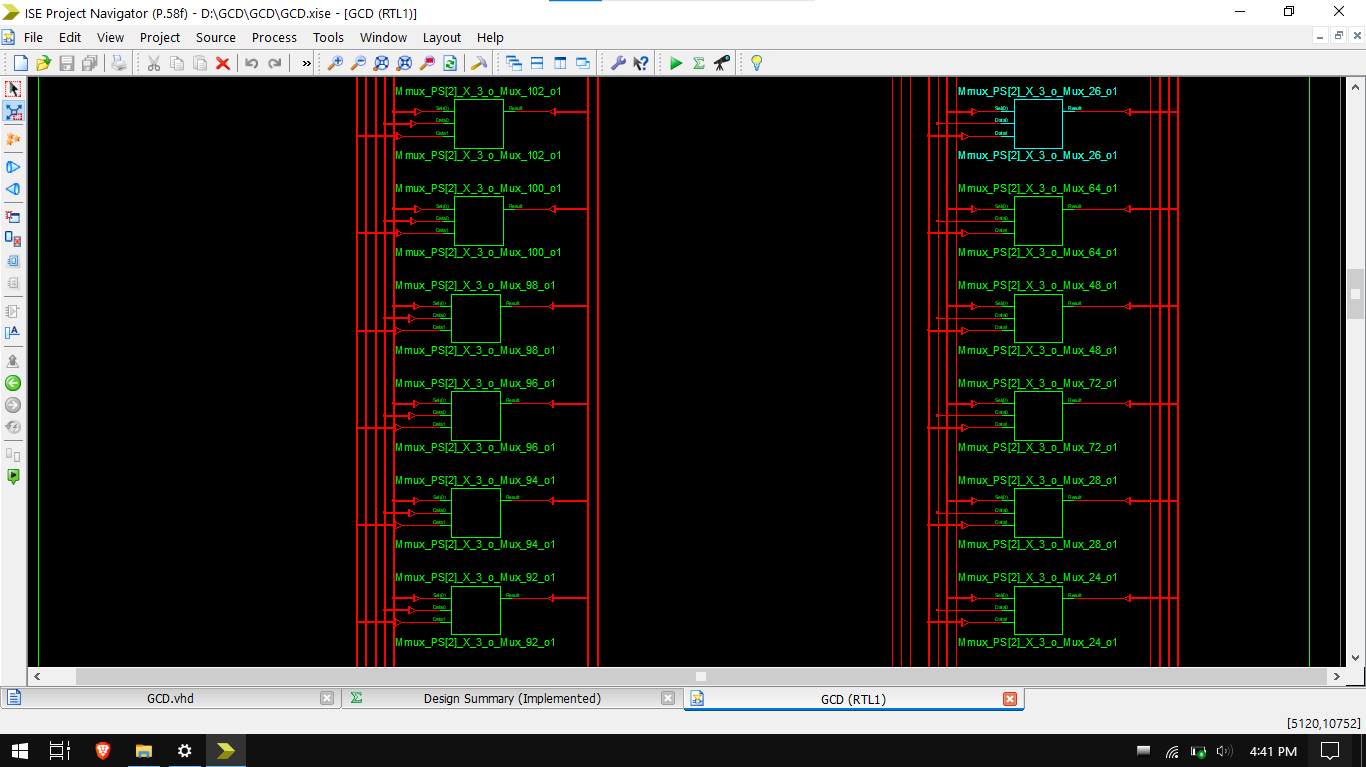 ISE Project Navigator (P.58f) - D:\GCD\GCD\GCD.xise - [GCD (RTL1)]
File Edit View Project Source Process Tools Window Layout Help
Mmux_PS[2]_X_3_o_Mux_102_o1
Sel(0) Result
Data0
Data1
Mmux_PS[2]_X_3_o_Mux_102_o1
Mmux_PS[2]_X_3_o_Mux_100_o1
Sel(0) Result
Data0
Data1
Mmux_PS[2]_X_3_o_Mux_100_o1
Mmux_PS[2]_X_3_o_Mux_98_o1
Sel(0) Result
Data0
Data1
Mmux_PS[2]_X_3_o_Mux_98_o1
Mmux_PS[2]_X_3_o_Mux_96_o1
Sel(0) Result
Data0
Data1
Mmux_PS[2]_X_3_o_Mux_96_o1
Mmux_PS[2]_X_3_o_Mux_94_o1
Sel(0) Result
Data0
Data1
Mmux_PS[2]_X_3_o_Mux_94_o1
Mmux_PS[2]_X_3_o_Mux_92_o1
Sel(0) Result
Data0
Data1
Mmux_PS[2]_X_3_o_Mux_92_o1
Mmux_PS[2]_X_3_o_Mux_26_o1
Sel(0) Result
Data0
Data1
Mmux_PS[2]_X_3_o_Mux_26_o1
Mmux_PS[2]_X_3_o_Mux_64_o1
Sel(0) Result
Data0
Data1
Mmux_PS[2]_X_3_o_Mux_64_o1
Mmux_PS[2]_X_3_o_Mux_48_o1
Sel(0) Result
Data0
Data1
Mmux_PS[2]_X_3_o_Mux_48_o1
Mmux_PS[2]_X_3_o_Mux_72_o1
Sel(0) Result
Data0
Data1
Mmux_PS[2]_X_3_o_Mux_72_o1
Mmux_PS[2]_X_3_o_Mux_28_o1
Sel(0) Result
Data0
Data1
Mmux_PS[2]_X_3_o_Mux_28_o1
Mmux_PS[2]_X_3_o_Mux_24_o1
Sel(0) Result
Data0
Data1
Mmux_PS[2]_X_3_o_Mux_24_o1
GCD.vhd
Design Summary (Implemented)
GCD (RTL1)
[5120,10752]
4:41 PM